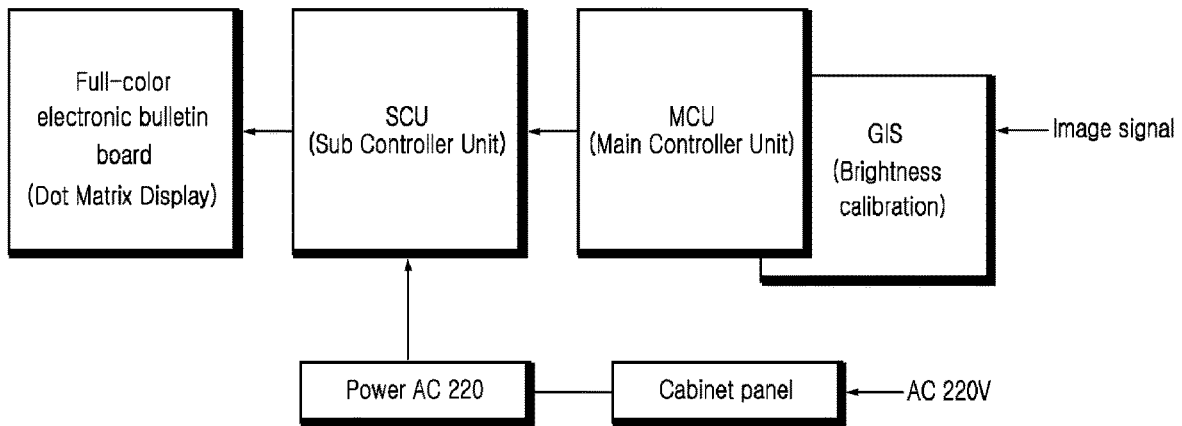 Full-color
electronic bulletin
board
(Dot Matrix Display)
SCU
(Sub Controller Unit)
MCU
(Main Controller Unit)
GIS
(Brightness
calibration)
Image signal
Power AC 220
Cabinet panel
AC 220V